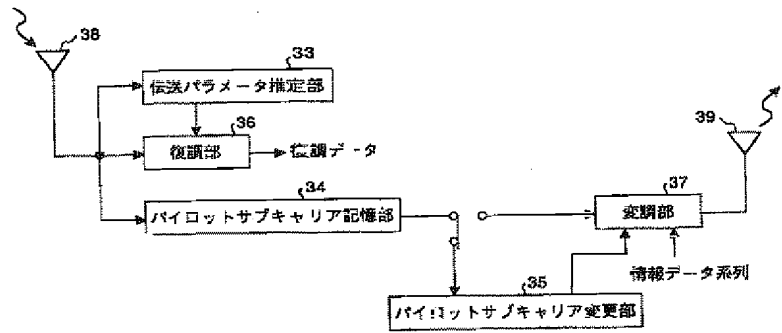 38
33
伝送パラメータ推定部
36
復調部
復調データ
39
34
パイロットサブキャリア記憶部
37
変調部
情報データ系列
35
パイロットサブキャリア変更部